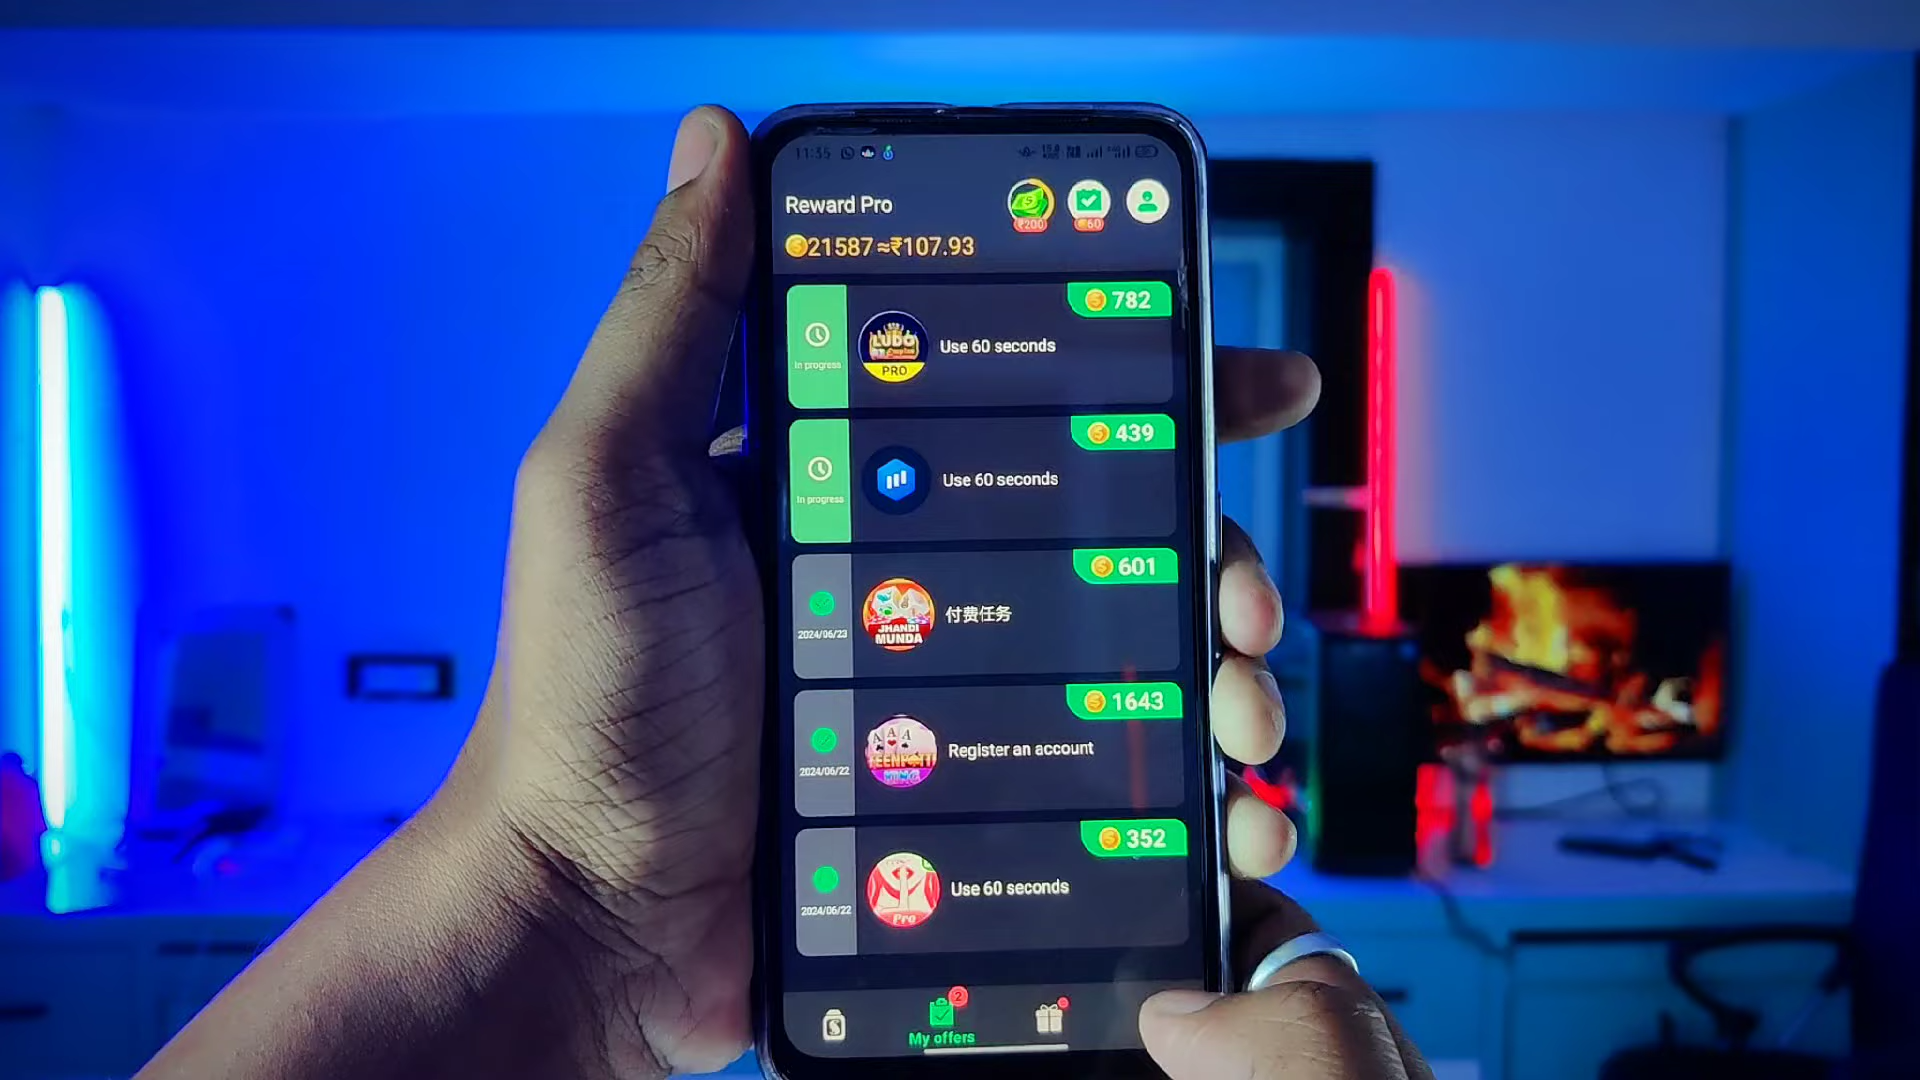 11:35
Reward Pro
₹200
60
21587≈₹107.93
782
LUDO
PRO
Use 60 seconds
In progress
439
Use 60 seconds
In progress
601
JHANDI
MUNDA
付费任务
2024/06/23
1643
A A A
TEENPATTI
KING
Register an account
2024/06/22
352
Pro
Use 60 seconds
2024/06/22
2
My offers